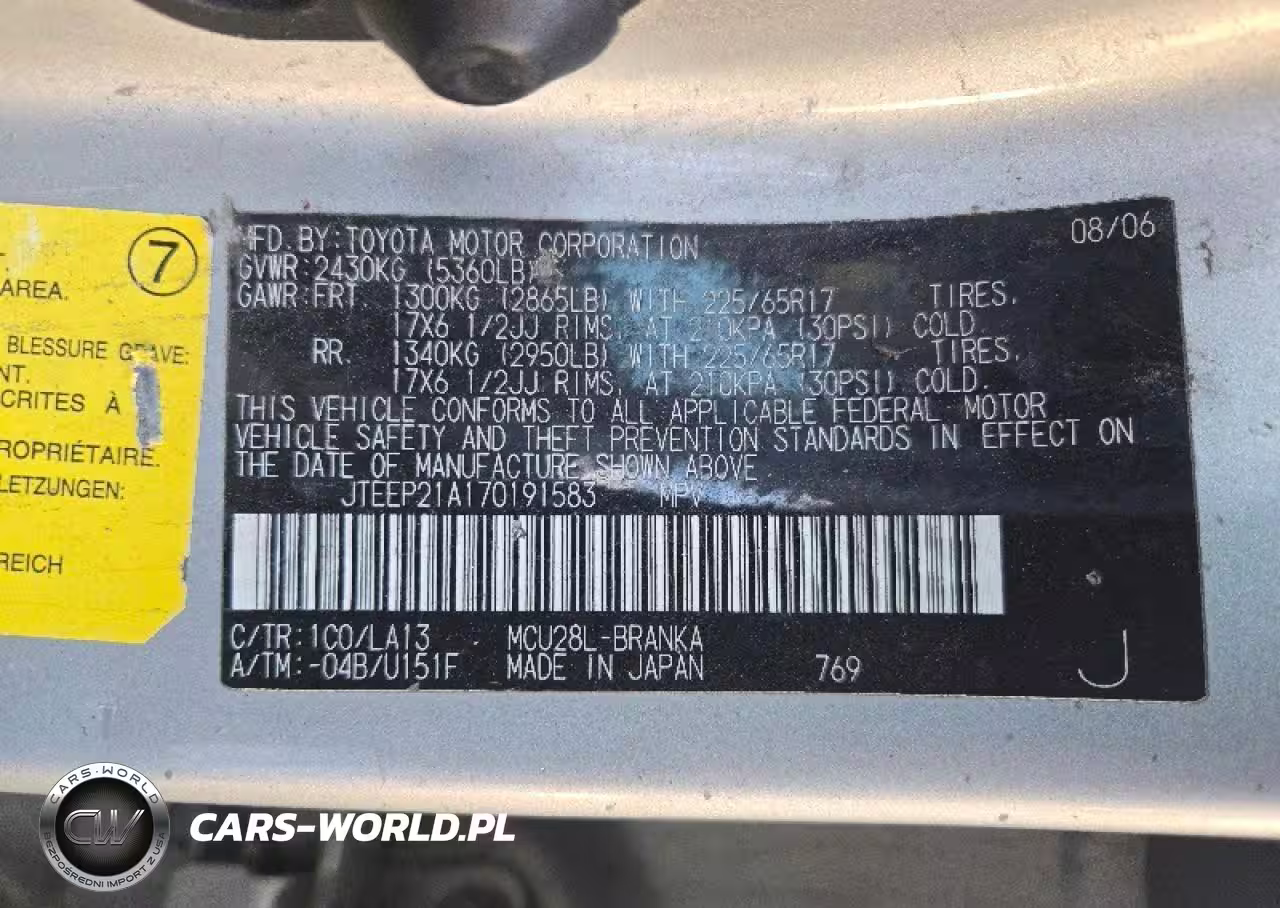 7
T.
AREA.
BLESSURE GRAVE:
NT.
CRITES À
ROPRIÉTAIRE.
LETZUNGEN:
REICH
MFD. BY: TOYOTA MOTOR CORPORATION 08/06
GVWR: 2430KG (5360LB)
GAWR: FRT. 1300KG (2865LB) WITH 225/65R17 TIRES,
17X6 1/2JJ RIMS, AT 210KPA (30PSI) COLD.
RR. 1340KG (2950LB) WITH 225/65R17 TIRES,
17X6 1/2JJ RIMS, AT 210KPA (30PSI) COLD.
THIS VEHICLE CONFORMS TO ALL APPLICABLE FEDERAL MOTOR
VEHICLE SAFETY AND THEFT PREVENTION STANDARDS IN EFFECT ON
THE DATE OF MANUFACTURE SHOWN ABOVE
JTEEP21A170191583 MPV
C/TR: 1C0/LA13 MCU28L-BRANKA
A/TM: -04B/U151F MADE IN JAPAN 769 J
CARS-WORLD
CW
BEZPOŚREDNI IMPORT Z USA
CARS-WORLD.PL